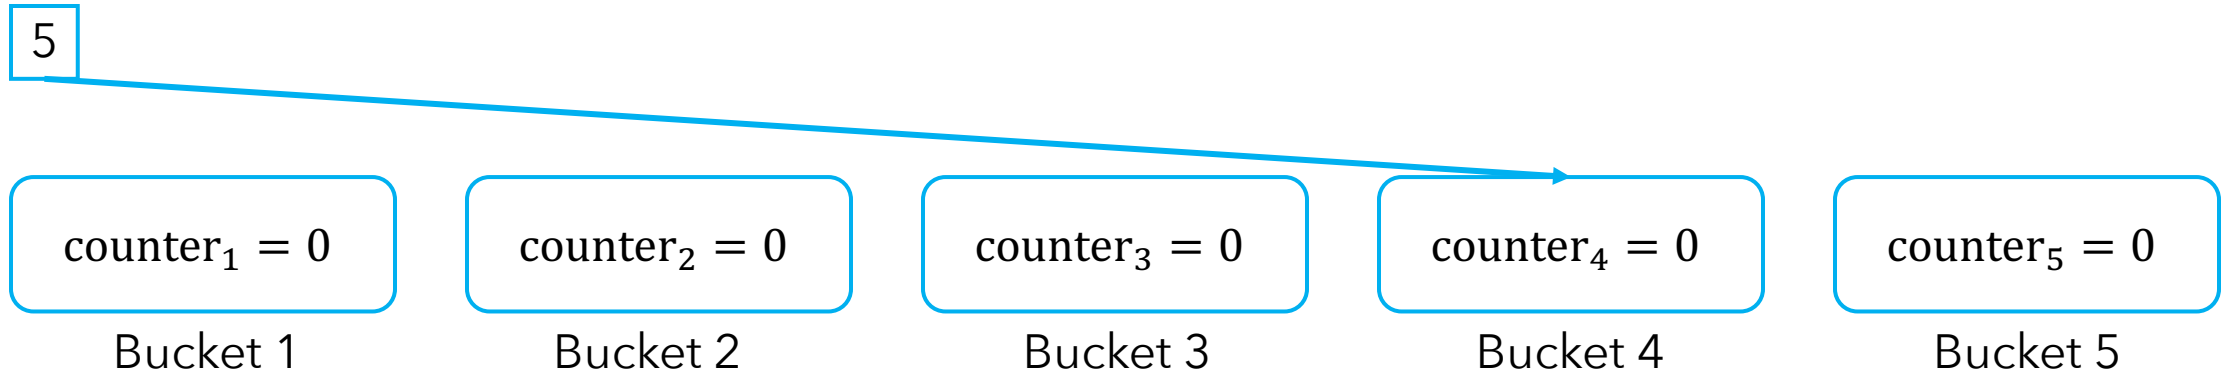 5
counter₁ = 0 counter₂ = 0 counter₃ = 0 counter₄ = 0 counter₅ = 0
Bucket 1 Bucket 2 Bucket 3 Bucket 4 Bucket 5